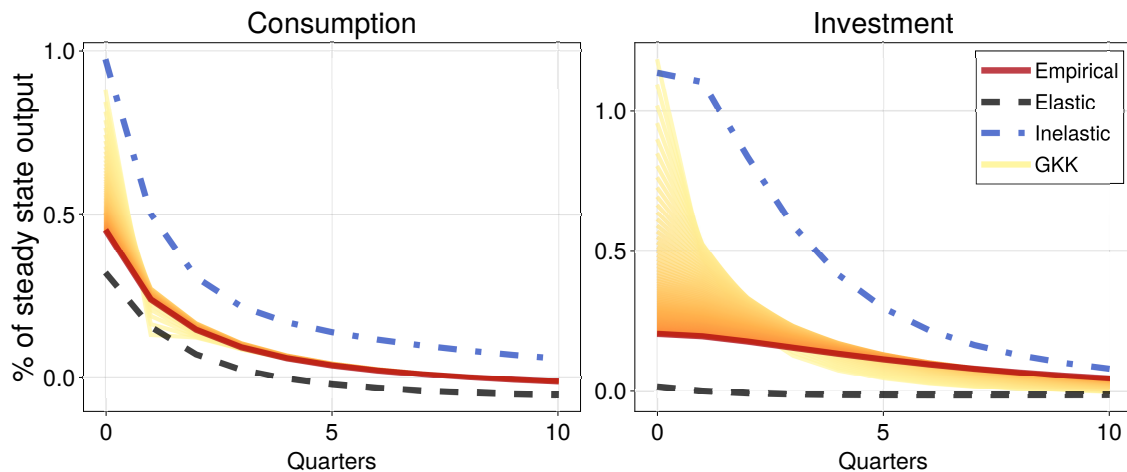 Consumption
Investment
% of steady state output
1.0
0.5
0.0
0
5
10
Quarters
1.0
0.5
0.0
0
5
10
Quarters
Empirical
Elastic
Inelastic
GKK